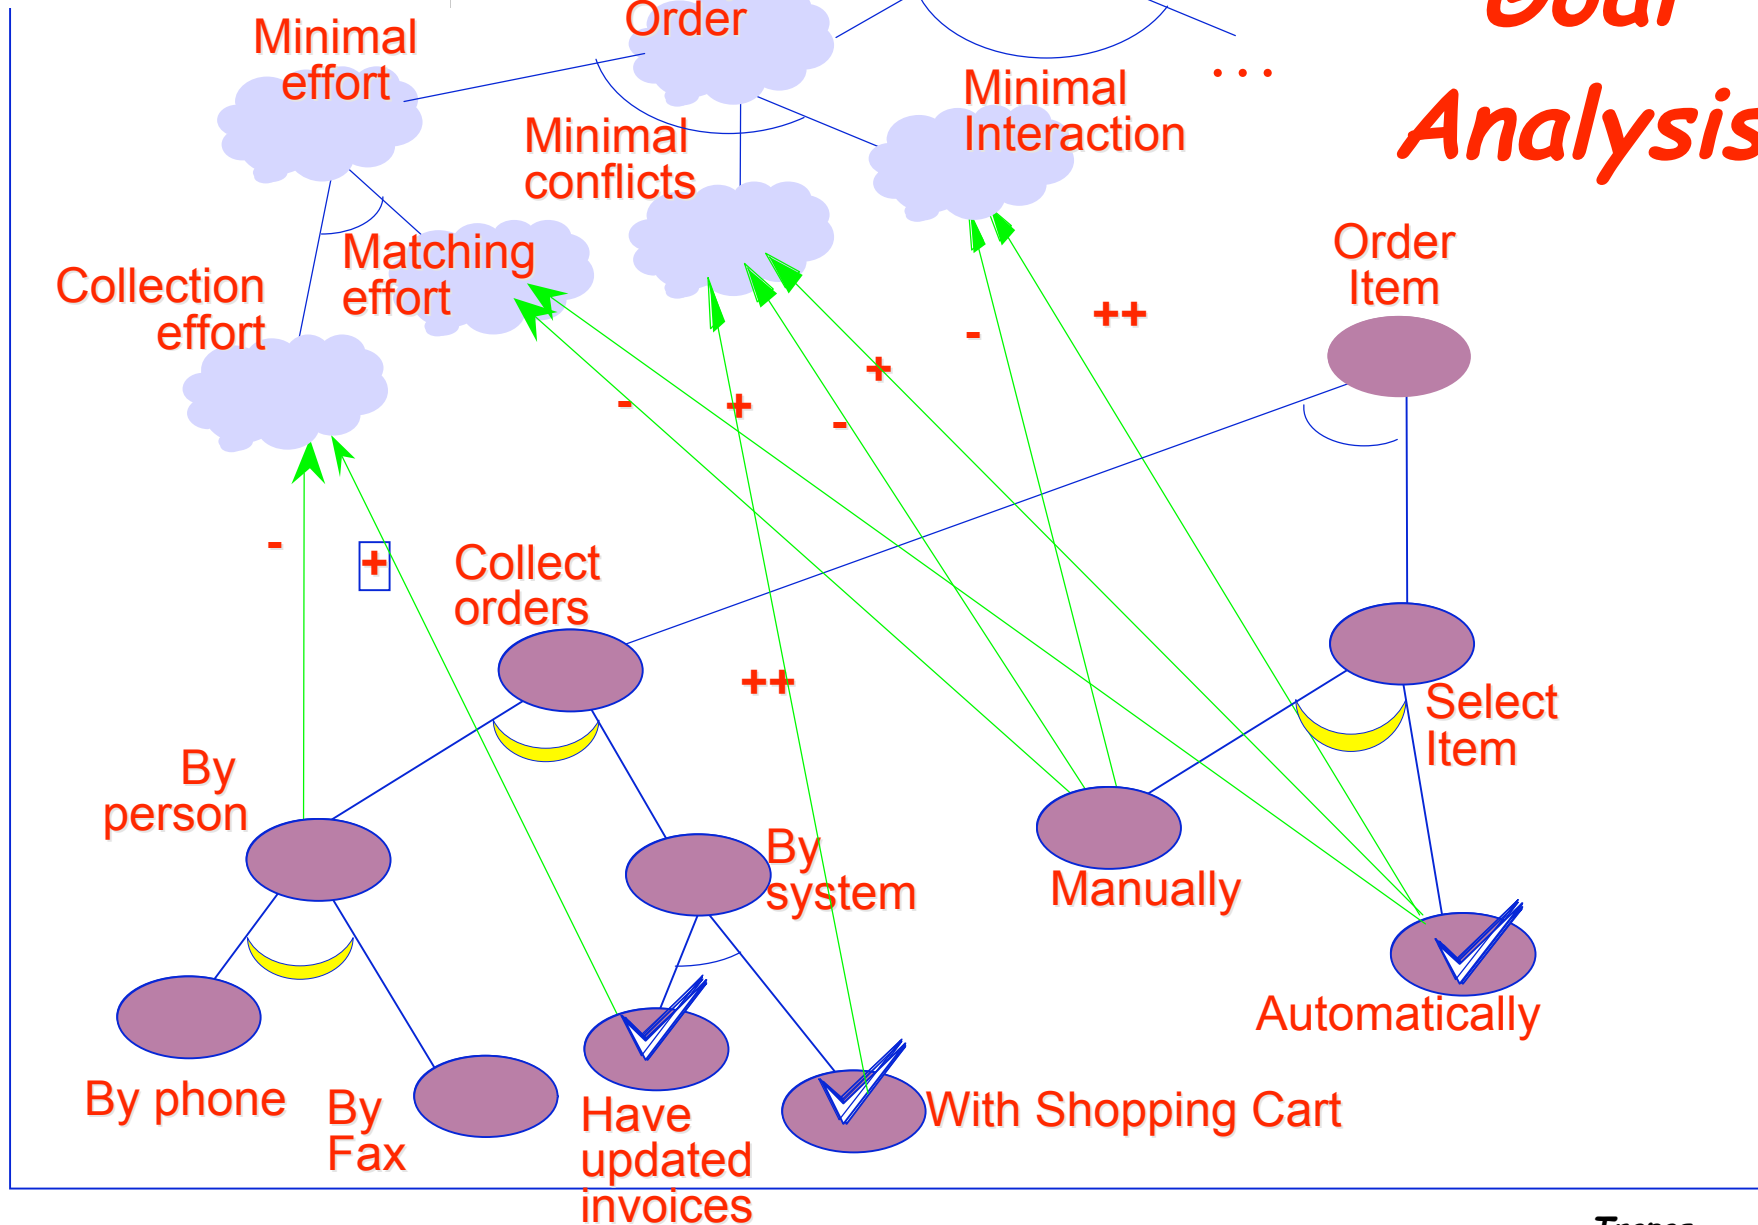 Goal
Analysis
Order
Minimal
effort
Minimal
conflicts
Minimal
Interaction
...
Matching
effort
Collection
effort
Order
Item
++
-
+
-
+
-
-
+
Collect
orders
++
Select
Item
By
person
By
system
Manually
Automatically
By phone
By
Fax
Have
updated
invoices
With Shopping Cart